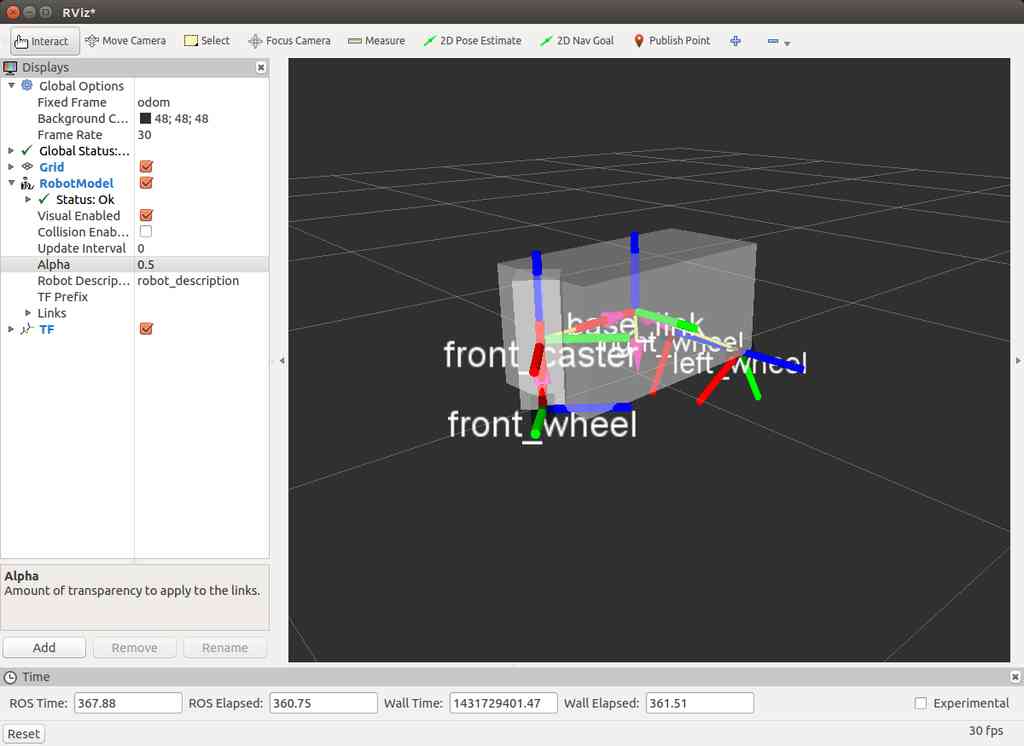 RViz*
Interact Move Camera Select Focus Camera Measure 2D Pose Estimate 2D Nav Goal Publish Point
Displays
Global Options
Fixed Frame odom
Background C... 48; 48; 48
Frame Rate 30
Global Status:...
Grid
RobotModel
Status: Ok
Visual Enabled
Collision Enab...
Update Interval 0
Alpha 0.5
Robot Descrip... robot_description
TF Prefix
Links
TF
base_link
right_wheel
front_caster
left_wheel
front_wheel
Alpha
Amount of transparency to apply to the links.
Add Remove Rename
Time
ROS Time: 367.88 ROS Elapsed: 360.75 Wall Time: 1431729401.47 Wall Elapsed: 361.51 Experimental
Reset 30 fps